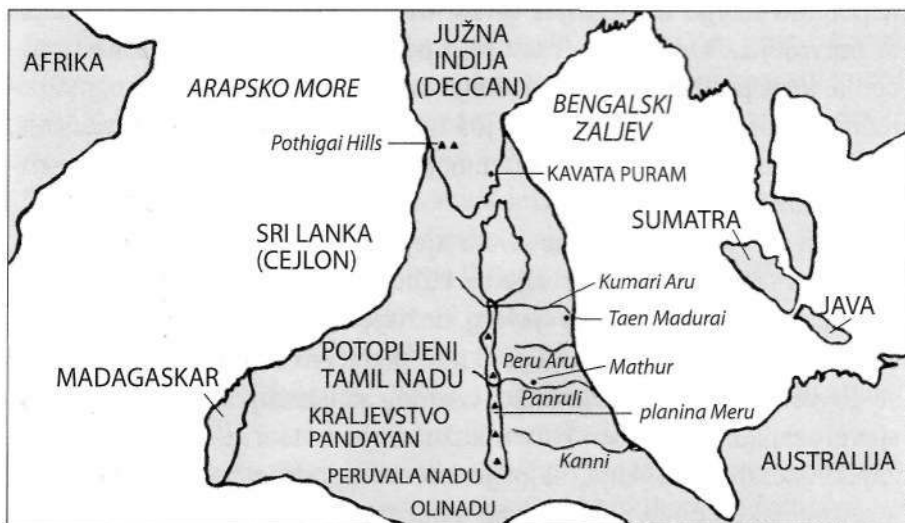 AFRIKA
ARAPSKO MORE
JUŽNA
INDIJA
(DECCAN)
BENGALSKI
ZALJEV
Pothigai Hills
KAVATA PURAM
SRI LANKA
(CEJLON)
SUMATRA
Kumari Aru
Taen Madurai
JAVA
POTOPLJENI
TAMIL NADU
Peru Aru
Mathur
MADAGASKAR
Panruli
KRALJEVSTVO
PANDAYAN
planina Meru
Kanni
AUSTRALIJA
PERUVALA NADU
OLINADU